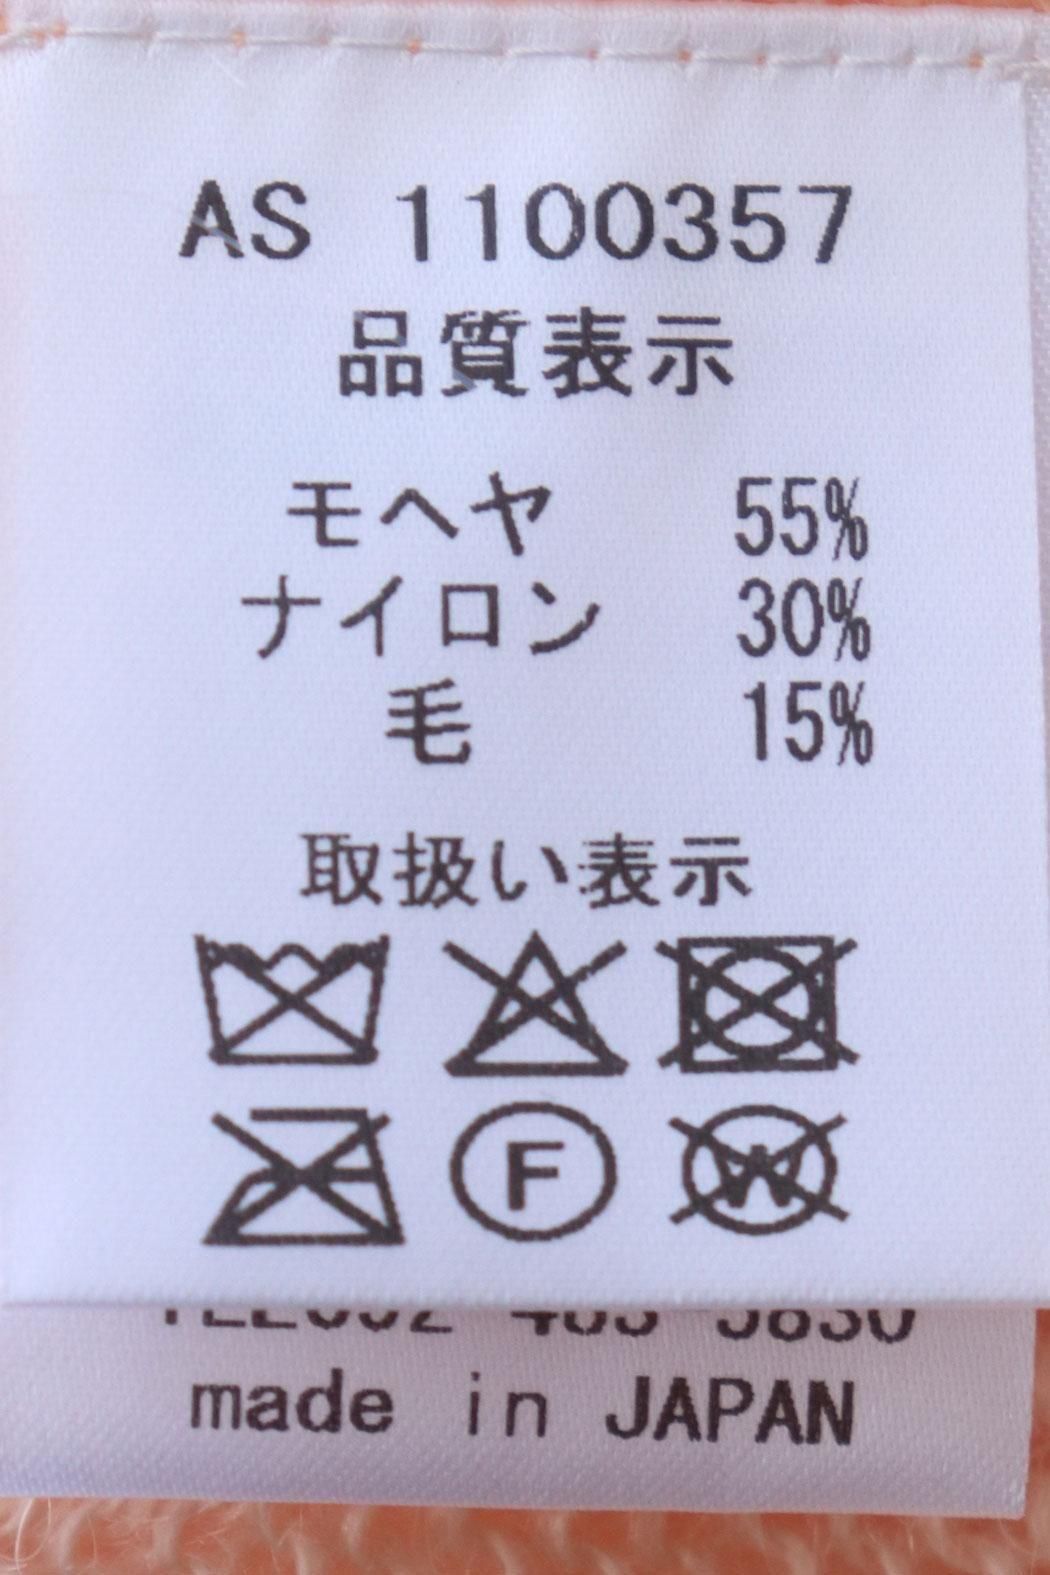 AS 1100357
品質表示
モヘヤ 55%
ナイロン 30%
毛 15%
取扱い表示
F W
made in JAPAN